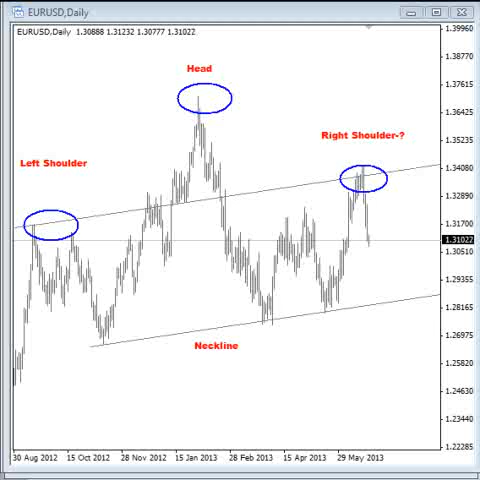 EURUSD,Daily
EURUSD,Daily 1.30888 1.31232 1.30777 1.31022
1.39960
1.38770
Head
1.37615
1.36425
Right Shoulder-?
1.35235
Left Shoulder
1.34080
1.32890
1.31700
1.31022
1.30510
1.29355
1.28165
1.26975
Neckline
1.25820
1.24630
1.23440
1.22285
30 Aug 2012 15 Oct 2012 28 Nov 2012 15 Jan 2013 28 Feb 2013 15 Apr 2013 29 May 2013